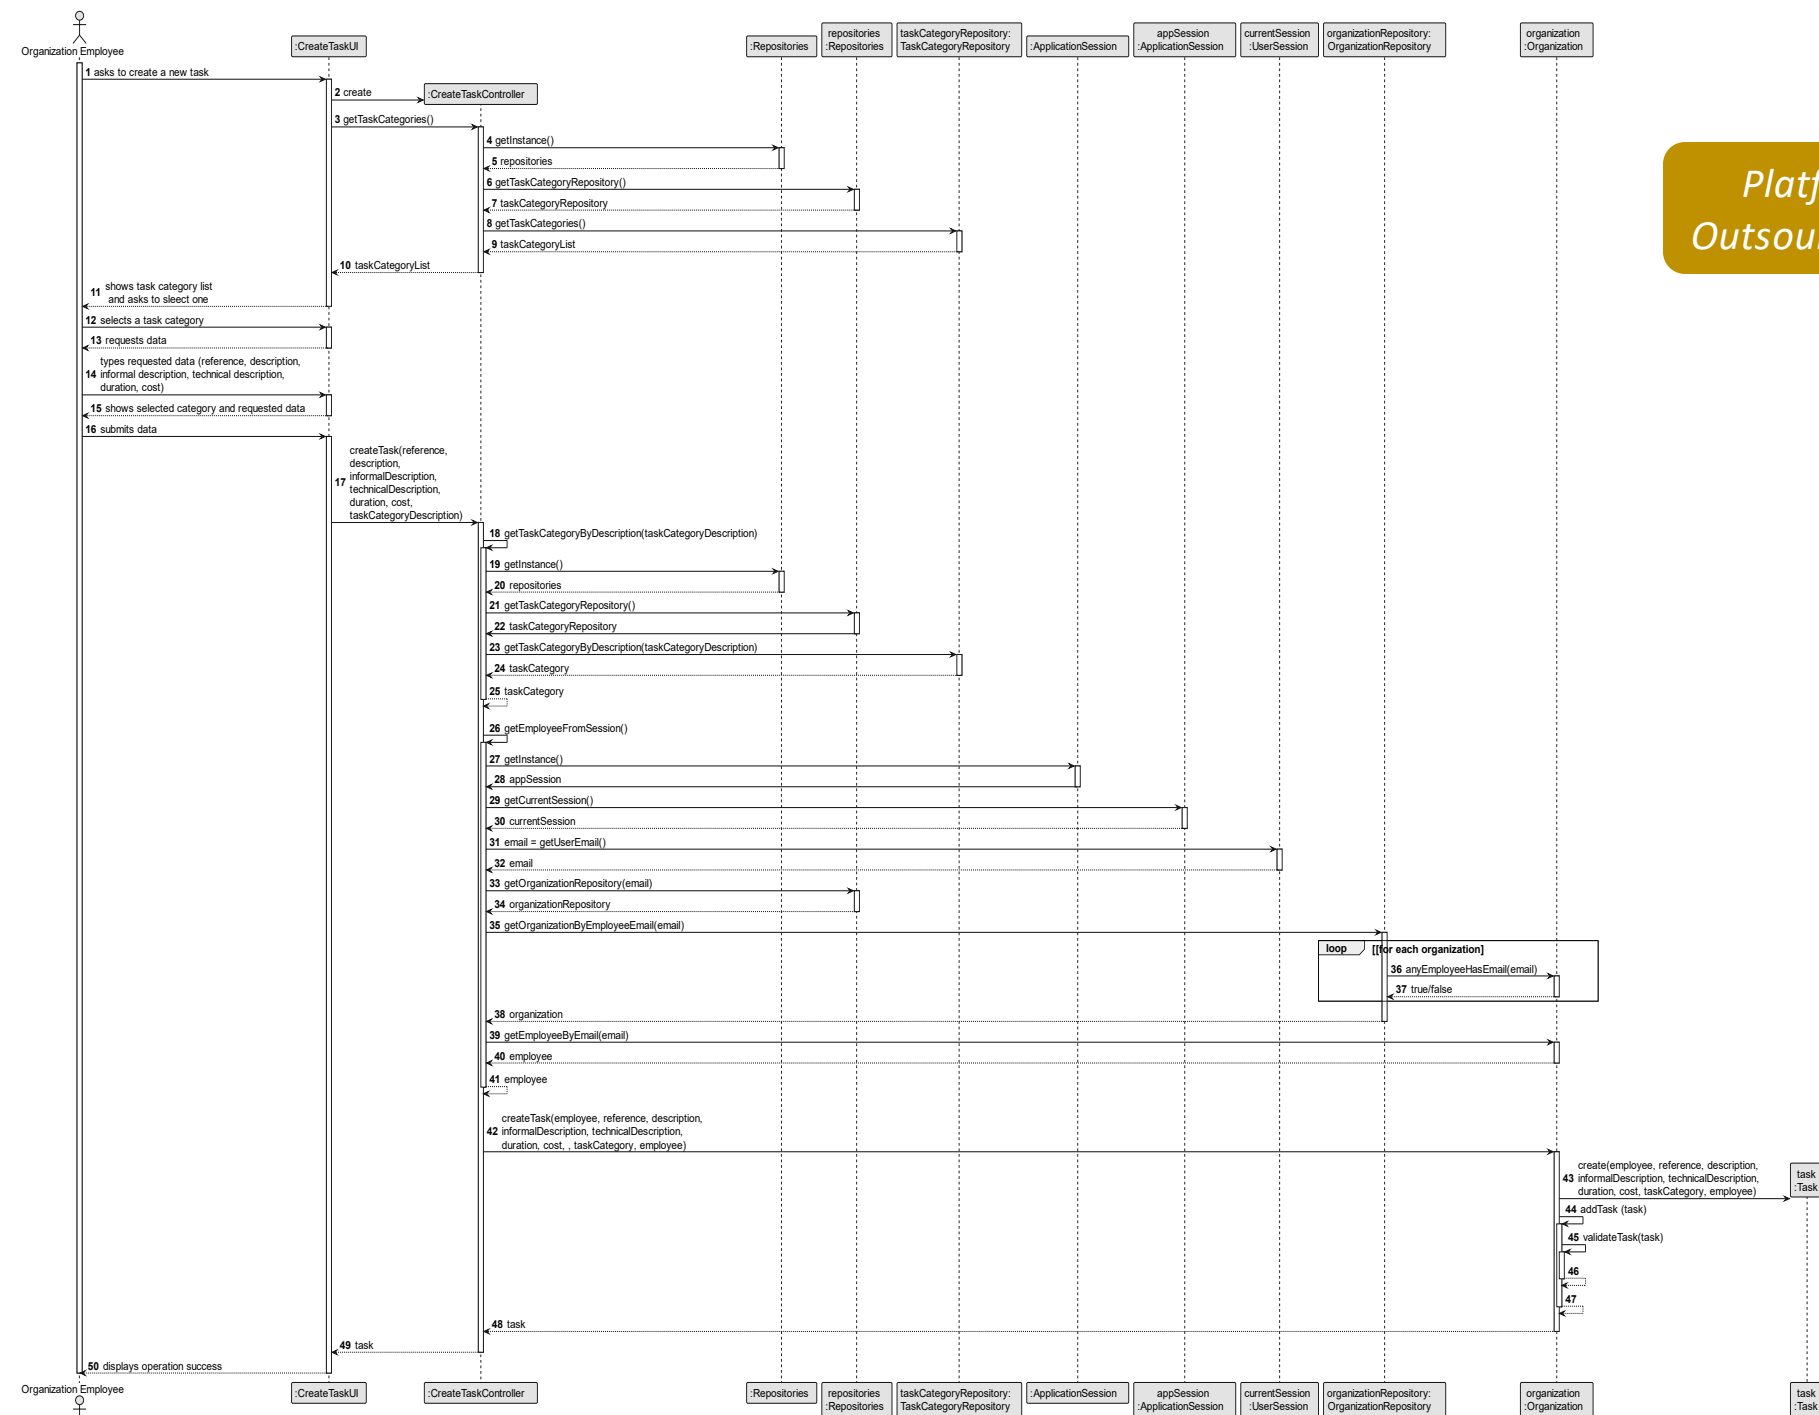 Organization Employee
:CreateTaskUI
:Repositories
repositories
:Repositories
taskCategoryRepository:
TaskCategoryRepository
:ApplicationSession
appSession
:ApplicationSession
currentSession
:UserSession
organizationRepository:
OrganizationRepository
organization
:Organization
1 asks to create a new task
2 create
:CreateTaskController
3 getTaskCategories()
4 getInstance()
5 repositories
6 getTaskCategoryRepository()
7 taskCategoryRepository
8 getTaskCategories()
9 taskCategoryList
10 taskCategoryList
11 shows task category list
and asks to sleect one
12 selects a task category
13 requests data
types requested data (reference, description,
14 informal description, technical description,
duration, cost)
15 shows selected category and requested data
16 submits data
createTask(reference,
description,
informalDescription,
17 technicalDescription,
duration, cost,
taskCategoryDescription)
18 getTaskCategoryByDescription(taskCategoryDescription)
19 getInstance()
20 repositories
21 getTaskCategoryRepository()
22 taskCategoryRepository
23 getTaskCategoryByDescription(taskCategoryDescription)
24 taskCategory
25 taskCategory
26 getEmployeeFromSession()
27 getInstance()
28 appSession
29 getCurrentSession()
30 currentSession
31 email = getUserEmail()
32 email
33 getOrganizationRepository(email)
34 organizationRepository
35 getOrganizationByEmployeeEmail(email)
loop [[for each organization]
36 anyEmployeeHasEmail(email)
37 true/false
38 organization
39 getEmployeeByEmail(email)
40 employee
41 employee
createTask(employee, reference, description,
42 informalDescription, technicalDescription,
duration, cost, , taskCategory, employee)
create(employee, reference, description,
43 informalDescription, technicalDescription,
duration, cost, taskCategory, employee)
task
:Task
44 addTask (task)
45 validateTask(task)
46
47
48 task
49 task
50 displays operation success
Organization Employee
:CreateTaskUI
:CreateTaskController
:Repositories
repositories
:Repositories
taskCategoryRepository:
TaskCategoryRepository
:ApplicationSession
appSession
:ApplicationSession
currentSession
:UserSession
organizationRepository:
OrganizationRepository
organization
:Organization
task
:Task